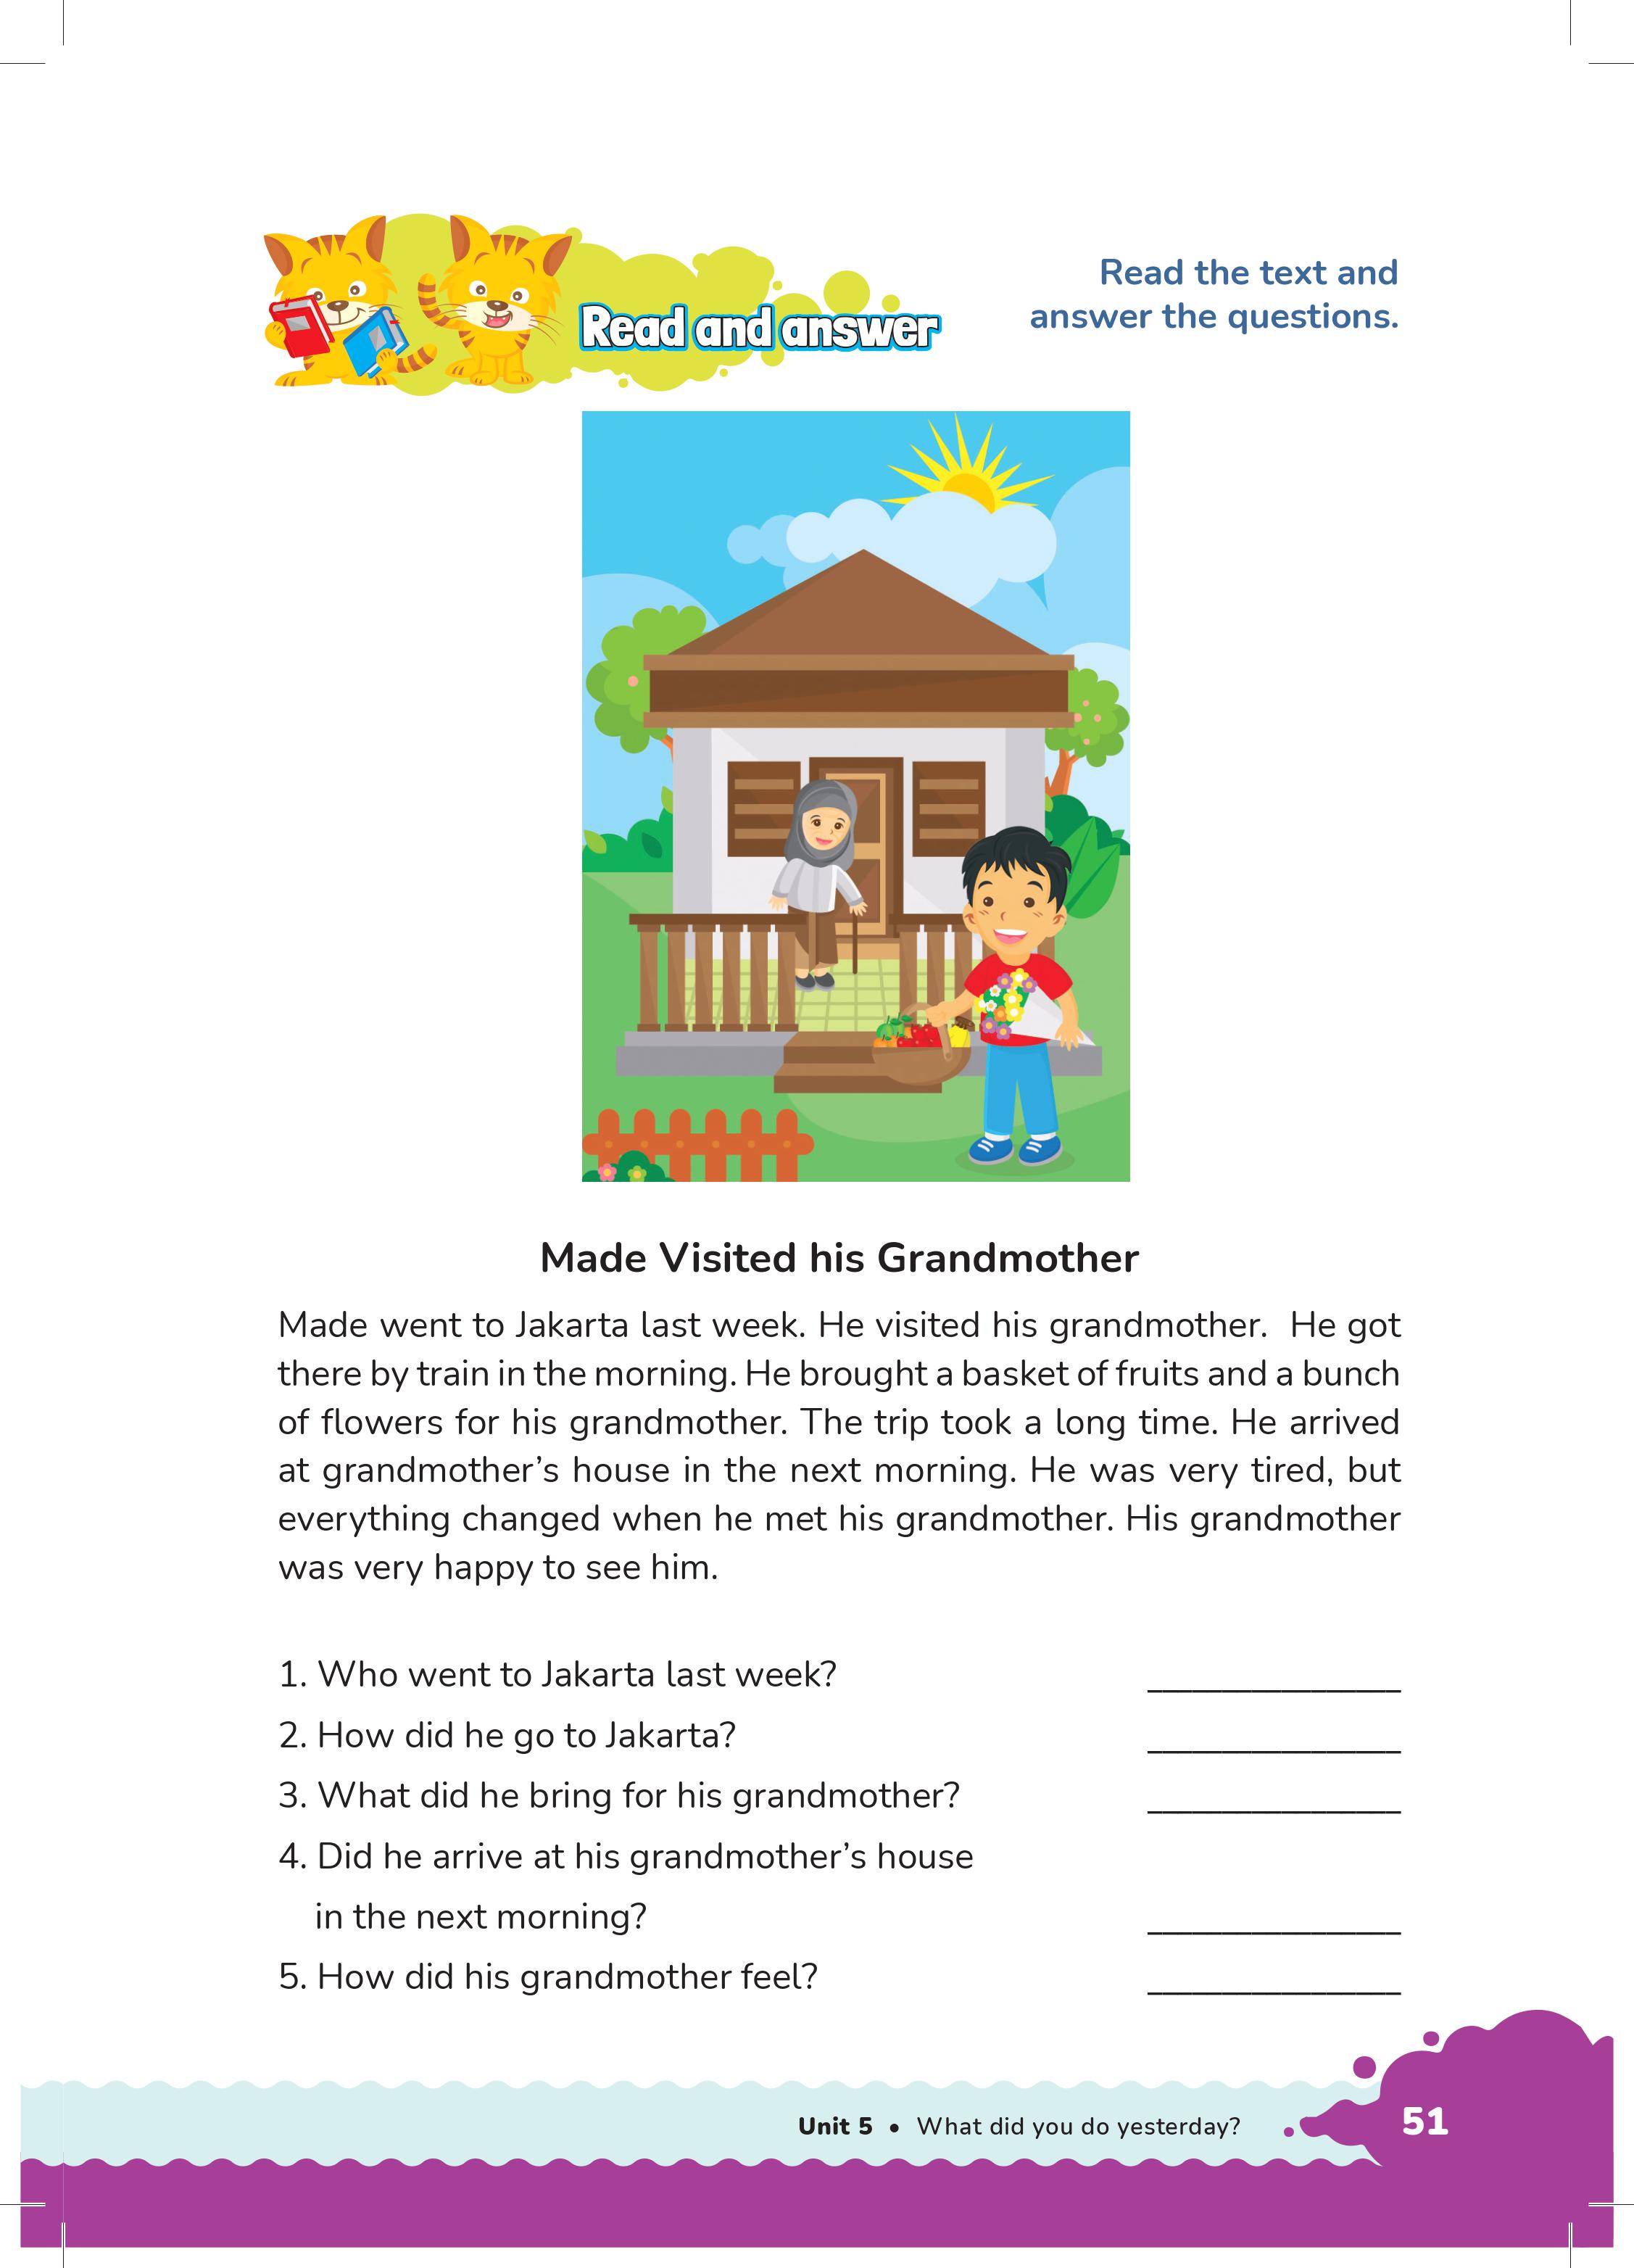 Read and answer
Read the text and
answer the questions.
Made Visited his Grandmother
Made went to Jakarta last week. He visited his grandmother.  He got
there by train in the morning. He brought a basket of fruits and a bunch
of flowers for his grandmother. The trip took a long time. He arrived
at grandmother’s house in the next morning. He was very tired, but
everything changed when he met his grandmother. His grandmother
was very happy to see him.
1. Who went to Jakarta last week? _______________
2. How did he go to Jakarta? _______________
3. What did he bring for his grandmother? _______________
4. Did he arrive at his grandmother’s house
in the next morning? _______________
5. How did his grandmother feel? _______________
Unit 5 • What did you do yesterday? 51